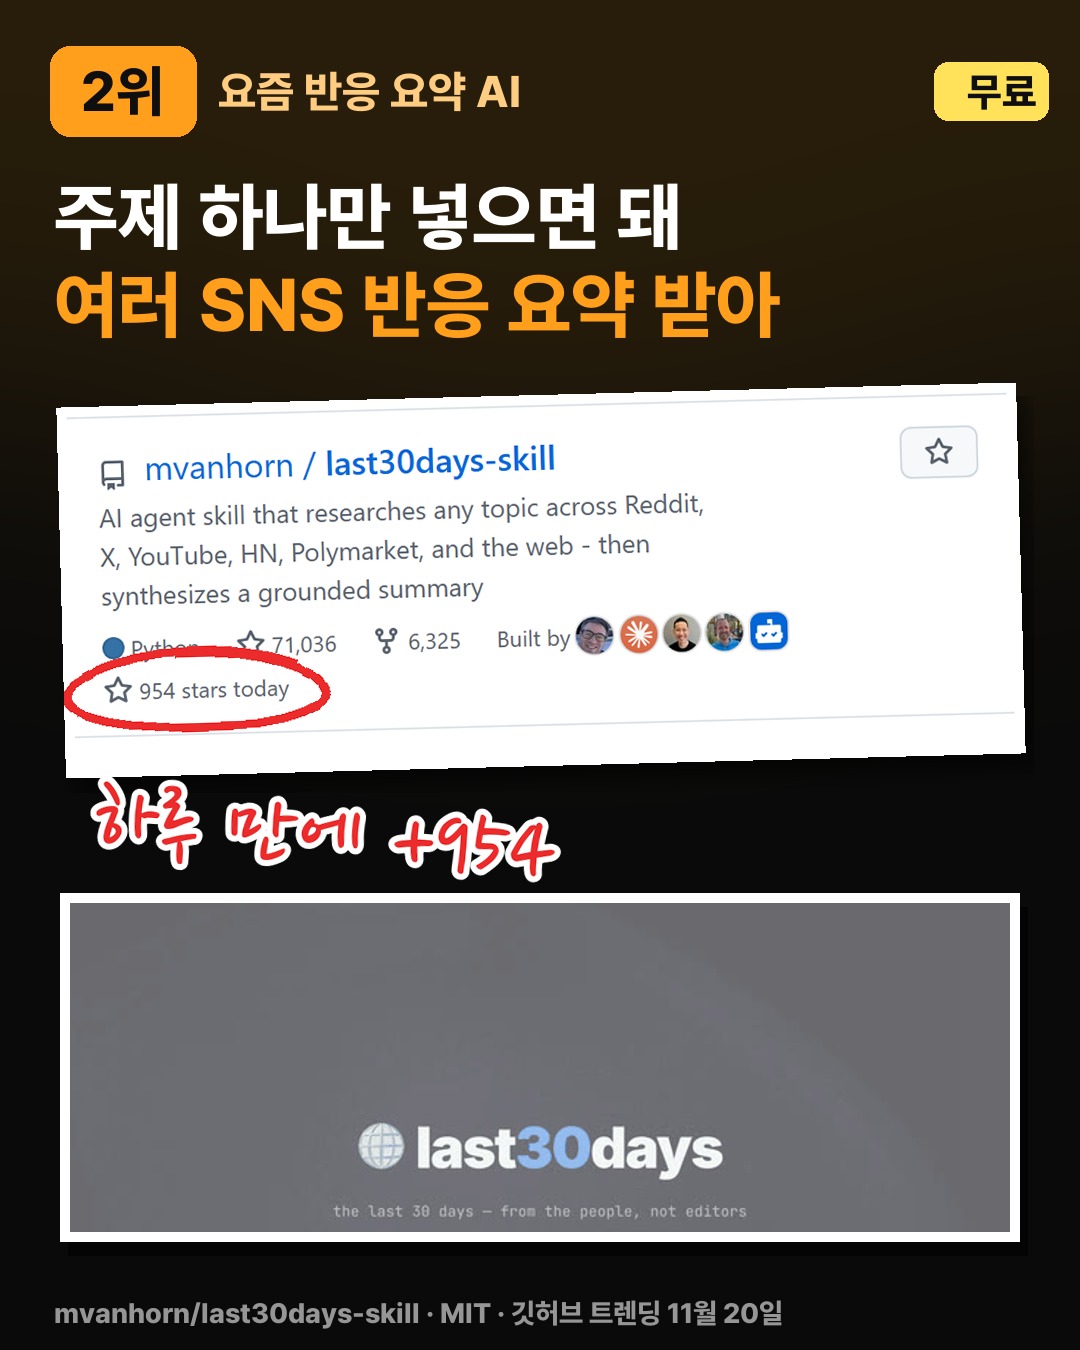 2위
요즘 반응 요약 AI
무료
주제 하나만 넣으면 돼
여러 SNS 반응 요약 받아
mvanhorn / last30days-skill
AI agent skill that researches any topic across Reddit,
X, YouTube, HN, Polymarket, and the web - then
synthesizes a grounded summary
Python 71,036 6,325 Built by
954 stars today
하루 만에 +954
last30days
the last 30 days — from the people, not editors
mvanhorn/last30days-skill · MIT · 깃허브 트렌딩 11월 20일